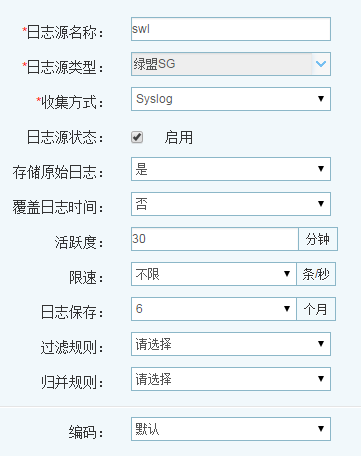 *日志源名称： swl
*日志源类型： 绿盟SG
*收集方式： Syslog
日志源状态： 启用
存储原始日志： 是
覆盖日志时间： 否
活跃度： 30 分钟
限速： 不限 条/秒
日志保存： 6 个月
过滤规则： 请选择
归并规则： 请选择
编码： 默认